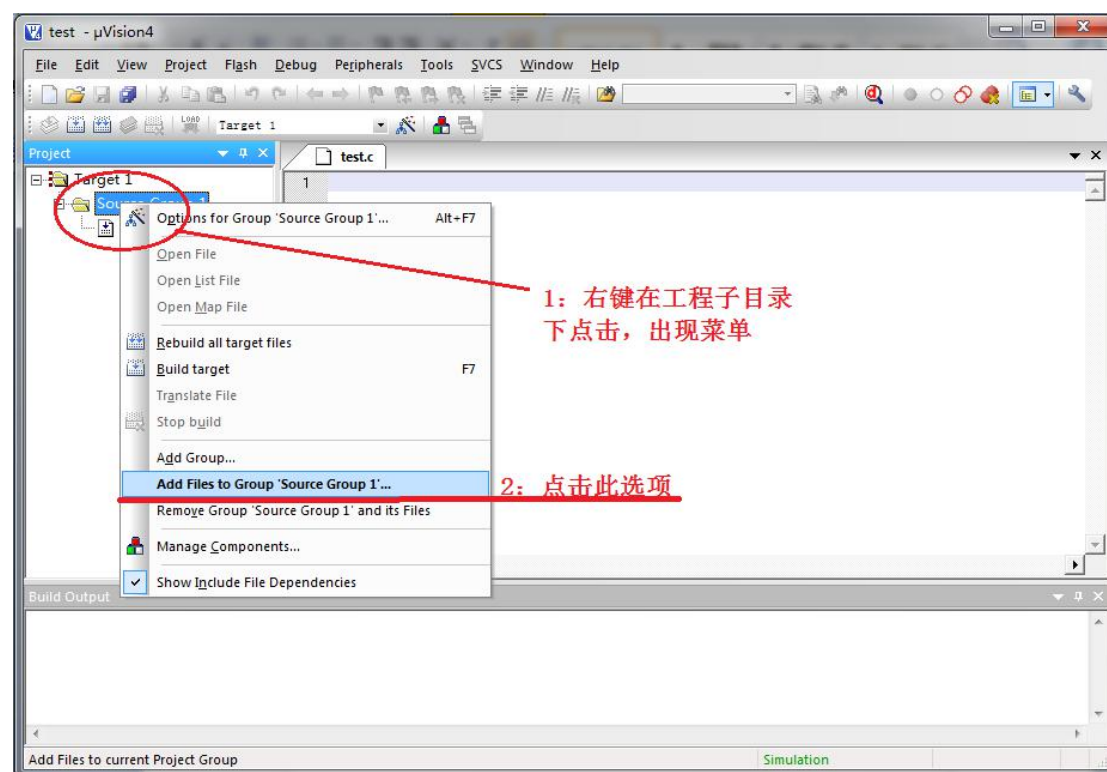 test - µVision4
File Edit View Project Flash Debug Peripherals Tools SVCS Window Help
LOAD Target 1
Project
test.c
Target 1
1
Options for Group 'Source Group 1'... Alt+F7
Open File
Open List File
Open Map File
1: 右键在工程子目录
下点击，出现菜单
Rebuild all target files
Build target F7
Translate File
Stop build
Add Group...
Add Files to Group 'Source Group 1'...
2: 点击此选项
Remove Group 'Source Group 1' and its Files
Manage Components...
Show Include File Dependencies
Build Output
Add Files to current Project Group Simulation